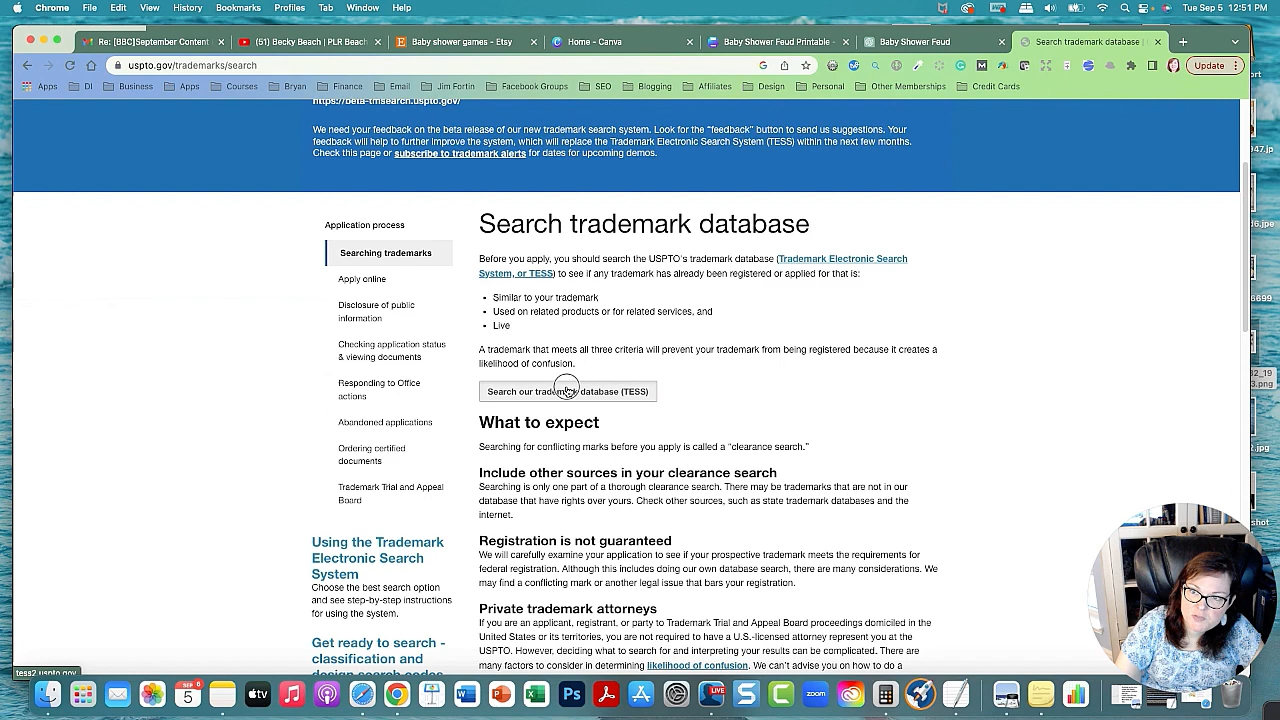 Chrome File Edit View History Bookmarks Profiles Tab Window Help Tue Sep 5 12:51 PM
Re: [BBC]September Content (51) Becky Beach | PLR Beach Baby shower games - Etsy Home - Canva Baby Shower Feud Printable - Baby Shower Feud Search trademark database |
uspto.gov/trademarks/search Update
Apps DI Business Apps Courses Bryan Finance Email Jim Fortin Facebook Groups SEO Blogging Affiliates Design Personal Other Memberships Credit Cards
https://beta-tmsearch.uspto.gov/
We need your feedback on the beta release of our new trademark search system. Look for the "feedback" button to send us suggestions. Your
feedback will help to further improve the system, which will replace the Trademark Electronic Search System (TESS) within the next few months.
Check this page or subscribe to trademark alerts for dates for upcoming demos.
Application process
Searching trademarks
Apply online
Disclosure of public
information
Checking application status
& viewing documents
Responding to Office
actions
Abandoned applications
Ordering certified
documents
Trademark Trial and Appeal
Board
Using the Trademark
Electronic Search
System
Choose the best search option
and see step-by-step instructions
for using the system.
Get ready to search -
classification and
design search codes
Search trademark database
Before you apply, you should search the USPTO's trademark database (Trademark Electronic Search
System, or TESS) to see if any trademark has already been registered or applied for that is:
• Similar to your trademark
• Used on related products or for related services, and
• Live
A trademark that meets all three criteria will prevent your trademark from being registered because it creates a
likelihood of confusion.
Search our trademark database (TESS)
What to expect
Searching for conflicting marks before you apply is called a "clearance search."
Include other sources in your clearance search
Searching is only one part of a thorough clearance search. There may be trademarks that are not in our
database that have rights over yours. Check other sources, such as state trademark databases and the
internet.
Registration is not guaranteed
We will carefully examine your application to see if your prospective trademark meets the requirements for
federal registration. Although this includes doing our own database search, there are many considerations. We
may find a conflicting mark or another legal issue that bars your registration.
Private trademark attorneys
If you are an applicant, registrant, or party to Trademark Trial and Appeal Board proceedings domiciled in the
United States or its territories, you are not required to have a U.S.-licensed attorney represent you at the
USPTO. However, deciding what to search for and interpreting your results can be complicated. There are
many factors to consider in determining likelihood of confusion. We can't advise you on how to do a
tess2.uspto.gov
SEP 5 tv zoom LIVE